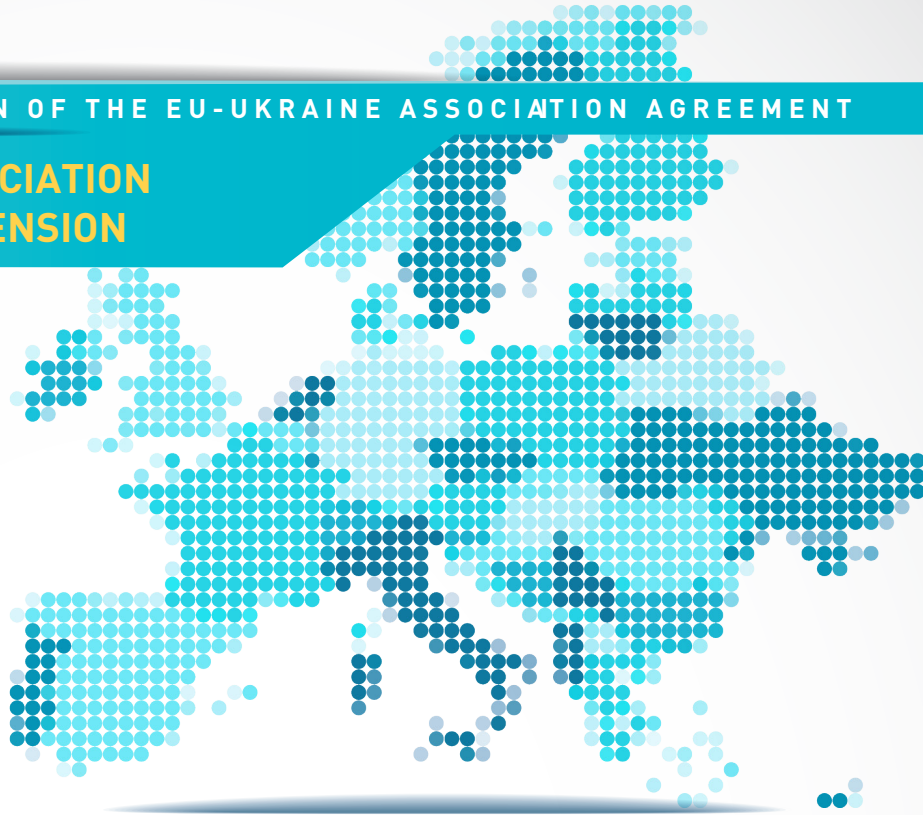 N OF THE EU-UKRAINE ASSOCIATION AGREEMENT
CIATION
ENSION